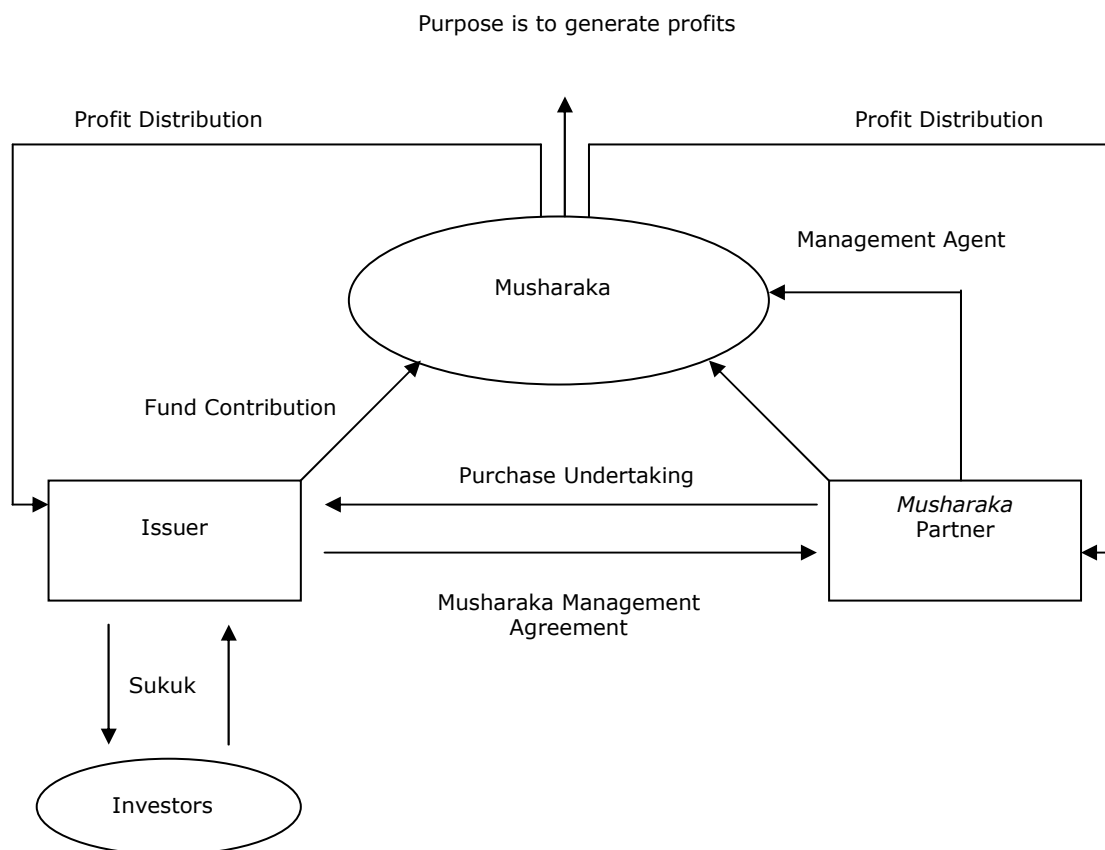 Purpose is to generate profits
Profit Distribution
Profit Distribution
Management Agent
Musharaka
Fund Contribution
Purchase Undertaking
Issuer
Musharaka
Partner
Musharaka Management
Agreement
Sukuk
Investors